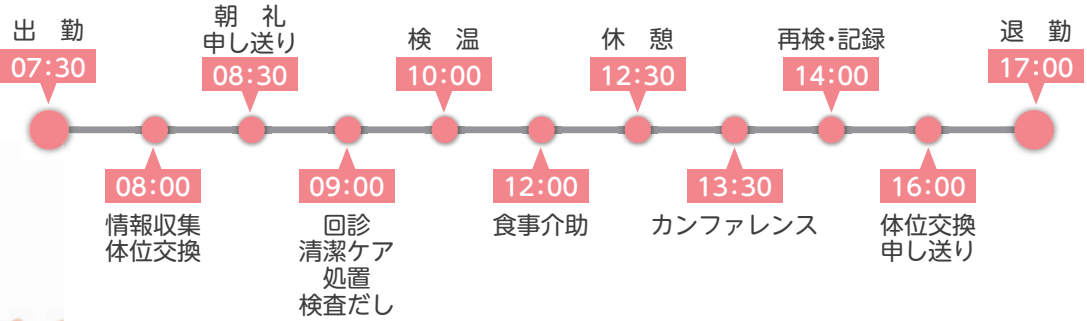 出　勤
07:30
08:00
情報収集
体位交換
朝　礼
申し送り
08:30
09:00
回診
清潔ケア
処置
検査だし
検　温
10:00
12:00
食事介助
休　憩
12:30
13:30
カンファレンス
再検・記録
14:00
16:00
体位交換
申し送り
退　勤
17:00